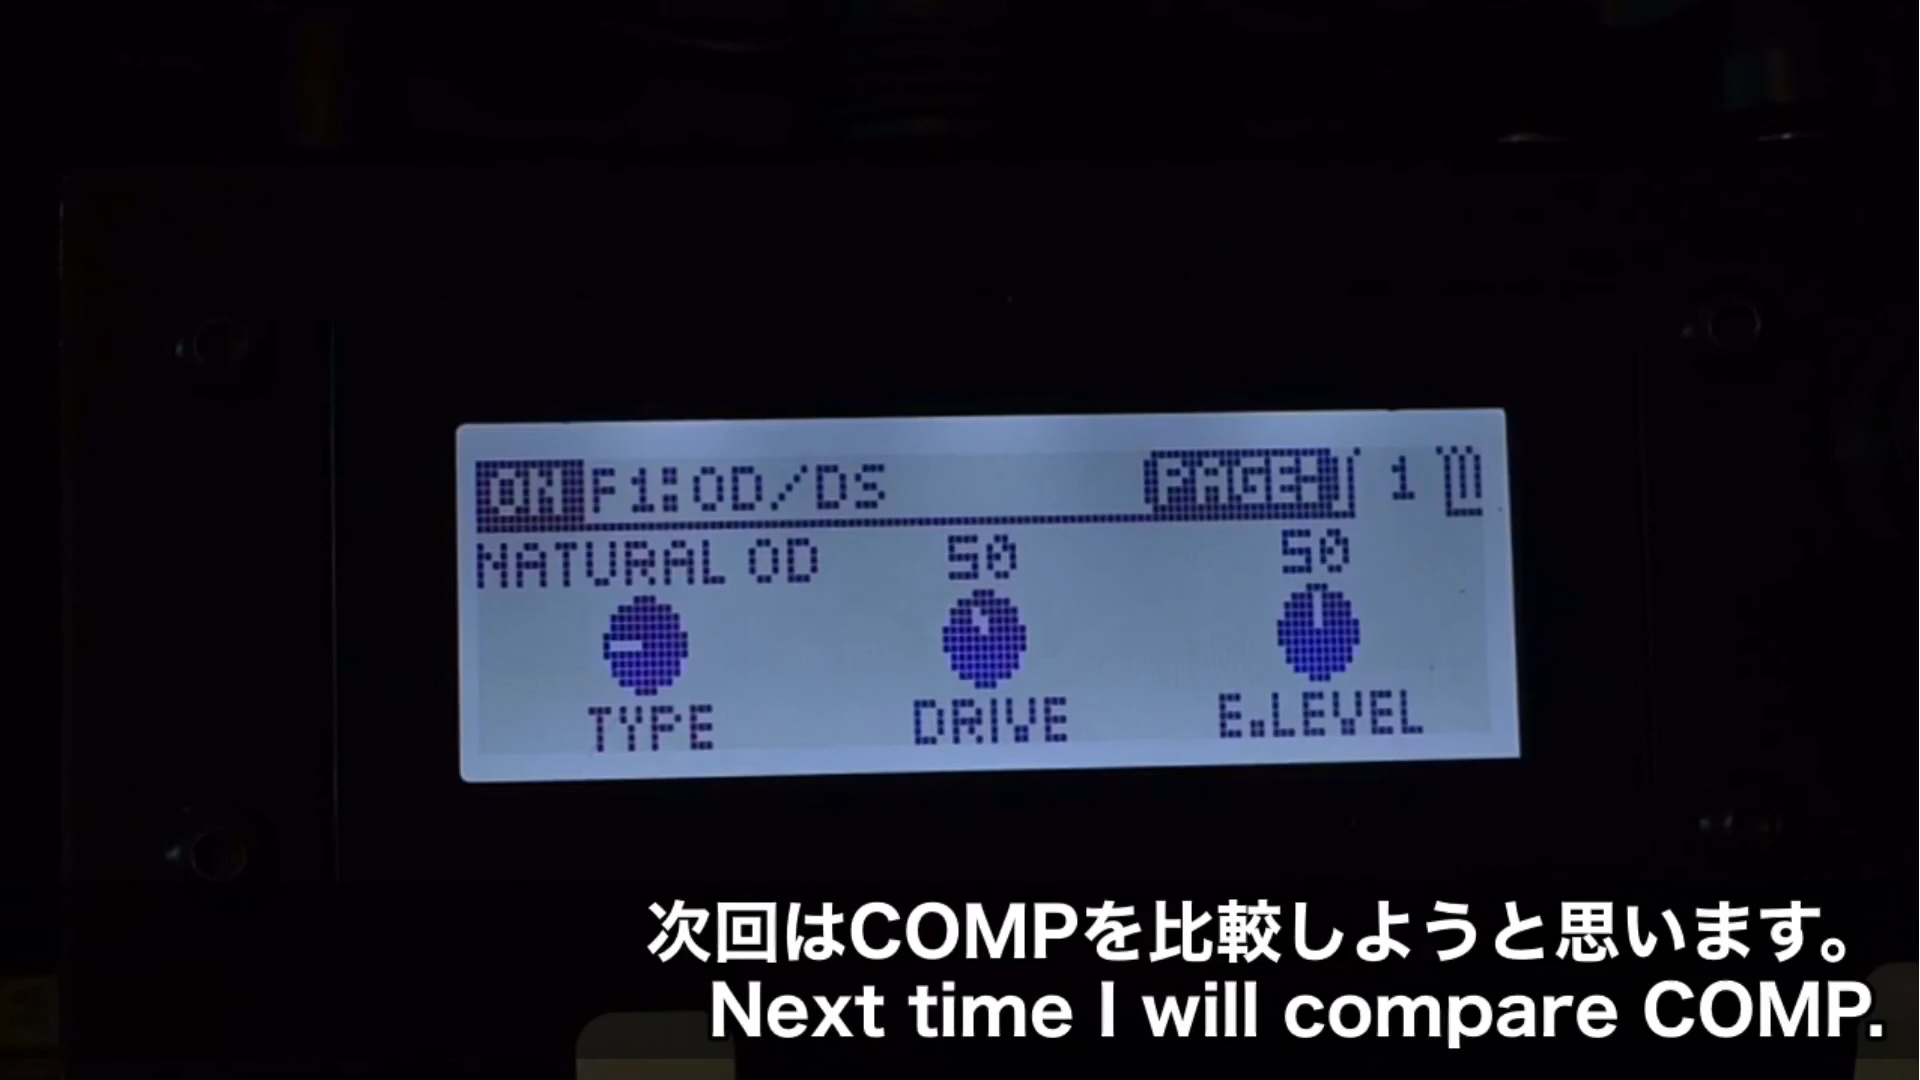 ON F1:OD/DS PAGE 1
NATURAL OD 50 50
TYPE DRIVE E.LEVEL
次回はCOMPを比較しようと思います。
Next time I will compare COMP.